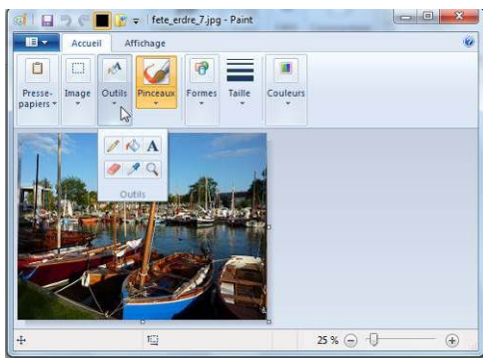 fete_erdre_7.jpg - Paint
Accueil Affichage
Presse-papiers Image Outils Pinceaux Formes Taille Couleurs
A
Outils
25 %